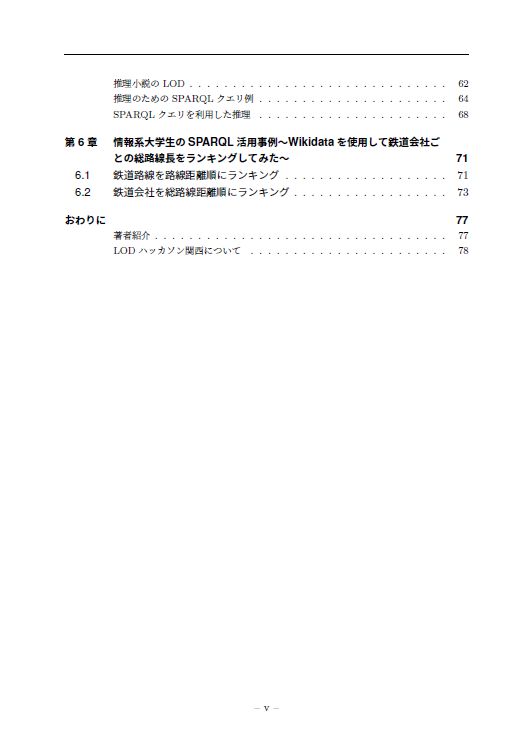 推理小説の LOD . . . . . . . . . . . . . . . . . . . . . . . . . . . . . . 62
推理のための SPARQL クエリ例 . . . . . . . . . . . . . . . . . . . . . . 64
SPARQL クエリを利用した推理 . . . . . . . . . . . . . . . . . . . . . . 68
第 6 章 情報系大学生の SPARQL 活用事例〜Wikidata を使用して鉄道会社ご
との総路線長をランキングしてみた〜 71
6.1 鉄道路線を路線距離順にランキング . . . . . . . . . . . . . . . . . . . 71
6.2 鉄道会社を総路線距離順にランキング . . . . . . . . . . . . . . . . . . 73
おわりに 77
著者紹介 . . . . . . . . . . . . . . . . . . . . . . . . . . . . . . . . . . 77
LOD ハッカソン関西について . . . . . . . . . . . . . . . . . . . . . . . 78
– v –